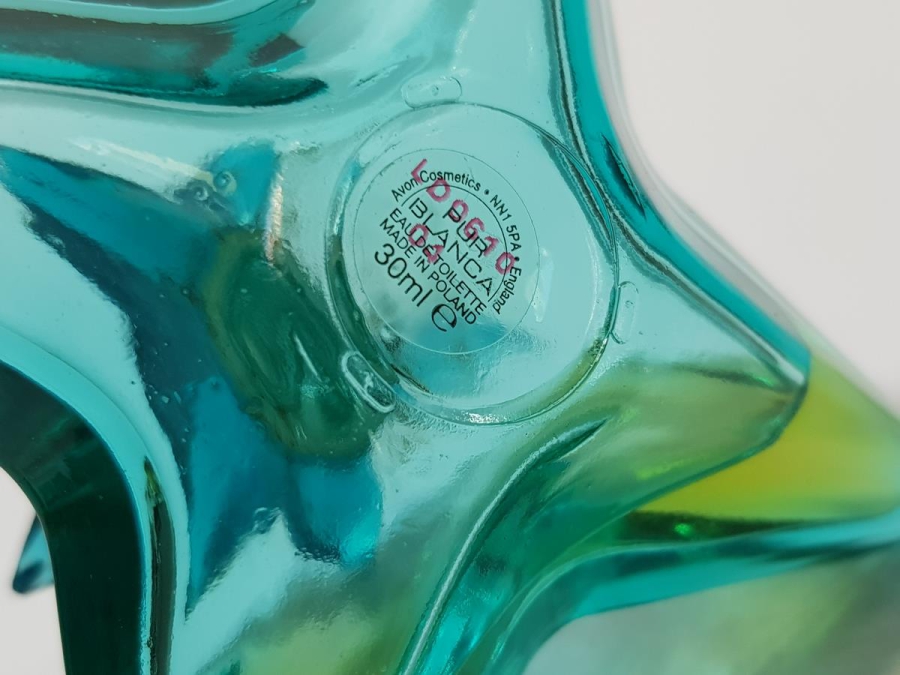 Avon Cosmetics • NN1 5PA • England
PUR
BLANCA
EAU DE TOILETTE
MADE IN POLAND
30ml e